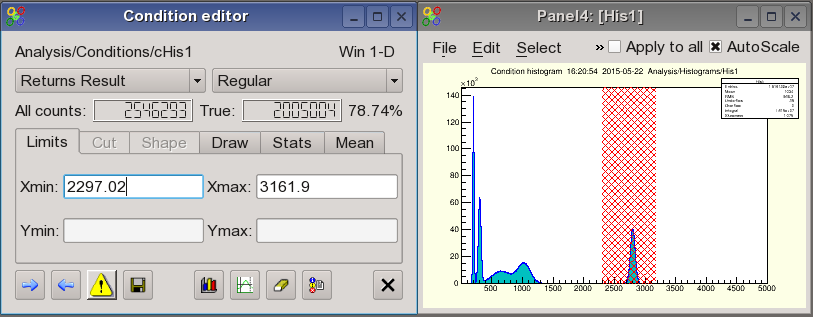 Condition editor
Analysis/Conditions/cHis1 Win 1-D
Returns Result Regular
All counts: 2546293 True: 2005004 78.74%
Limits Cut Shape Draw Stats Mean
Xmin: 2297.02 Xmax: 3161.9
Ymin: Ymax:
Panel4: [His1]
File Edit Select » Apply to all AutoScale
Condition histogram 16:20:54 2015-05-22 Analysis/Histograms/His1
×10³
140
120
100
80
60
40
20
0
500 1000 1500 2000 2500 3000 3500 4000 4500 5000